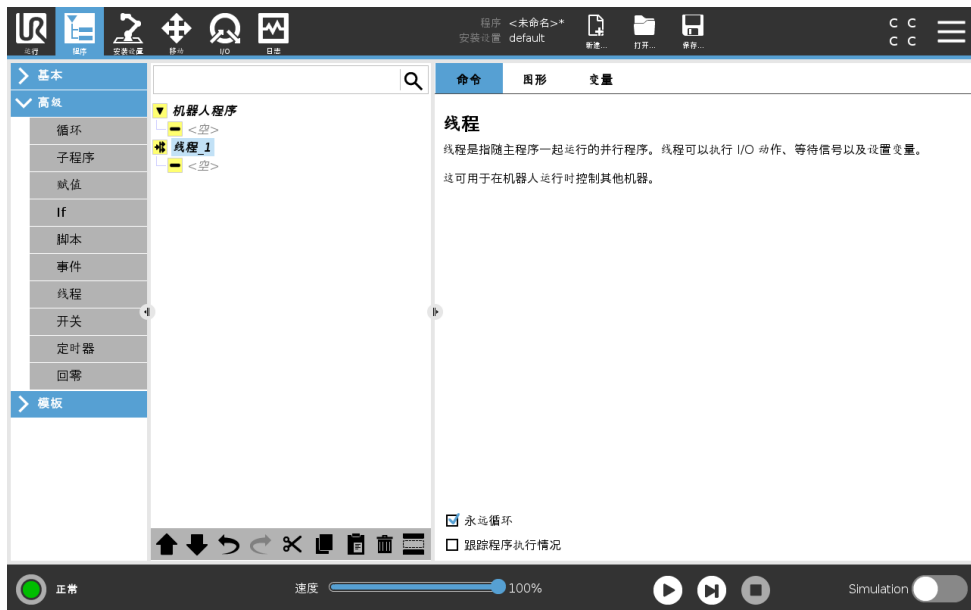 UR
运行
程序
安装设置
移动
I/O
日志
程序 <未命名>*
安装设置 default
新建...
打开...
保存...
C C
C C
基本
高级
循环
子程序
赋值
If
脚本
事件
线程
开关
定时器
回零
模板
机器人程序
<空>
线程_1
<空>
命令 图形 变量
线程
线程是指随主程序一起运行的并行程序。线程可以执行 I/O 动作、等待信号以及设置变量。
这可用于在机器人运行时控制其他机器。
永远循环
跟踪程序执行情况
正常
速度 100%
Simulation